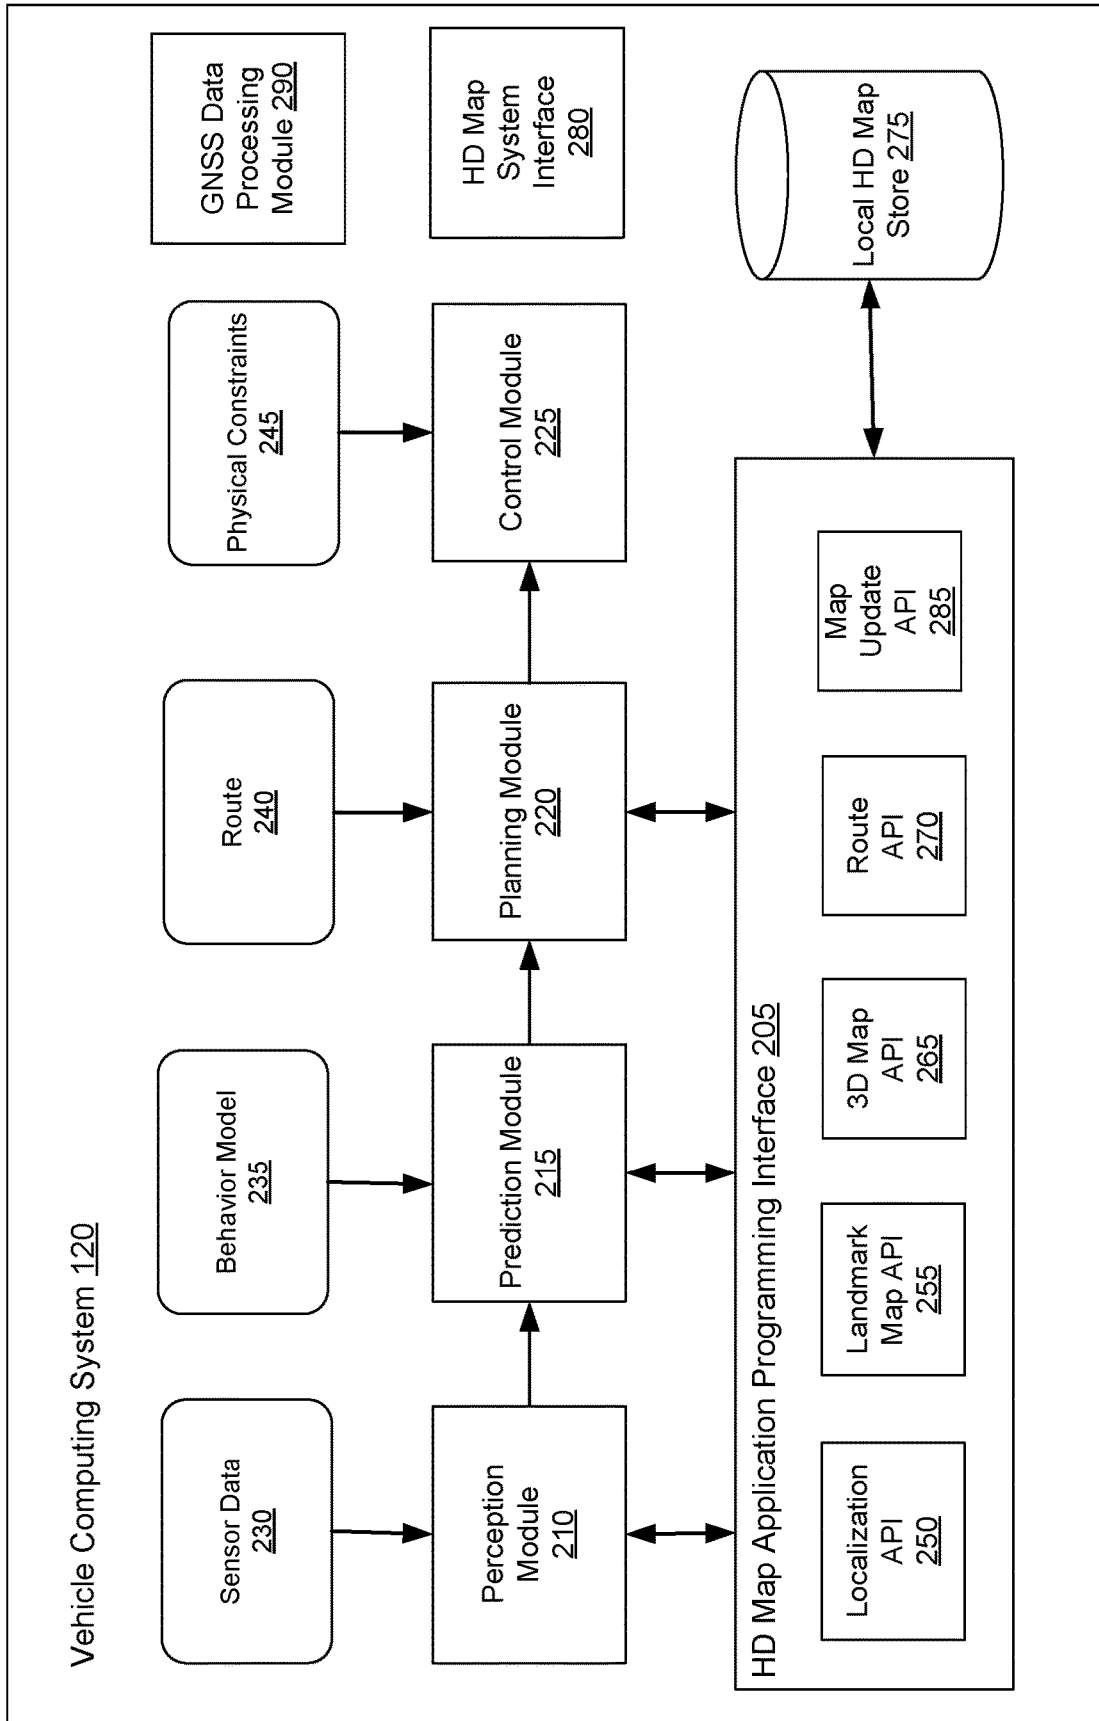 Vehicle Computing System 120
Sensor Data
230
Behavior Model
235
Route
240
Physical Constraints
245
GNSS Data
Processing
Module 290
Perception
Module
210
Prediction Module
215
Planning Module
220
Control Module
225
HD Map
System
Interface
280
HD Map Application Programming Interface 205
Localization
API
250
Landmark
Map API
255
3D Map
API
265
Route
API
270
Map
Update
API
285
Local HD Map
Store 275